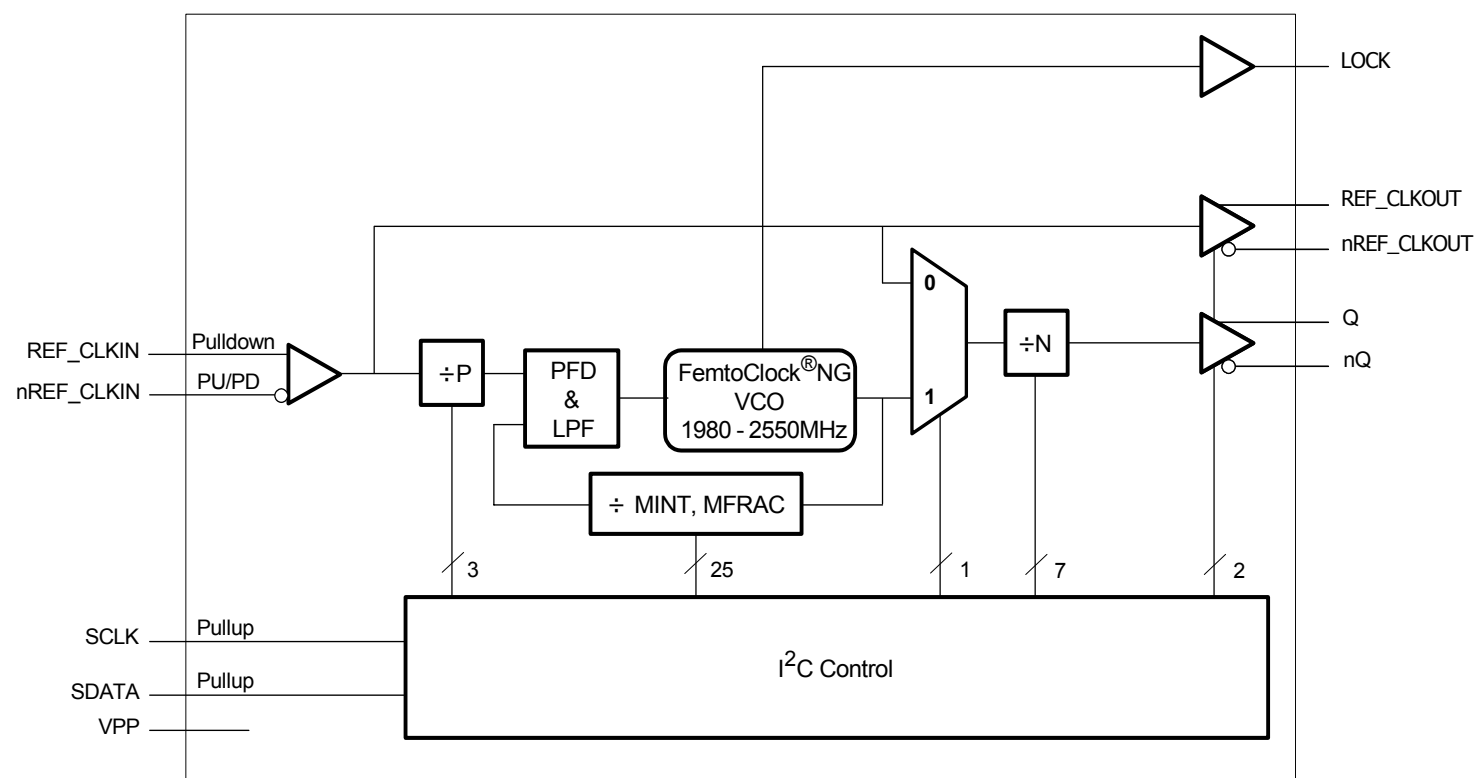 LOCK
REF_CLKOUT
nREF_CLKOUT
0
REF_CLKIN
Pulldown
nREF_CLKIN
PU/PD
÷P
PFD
&
LPF
FemtoClock®NG
VCO
1980 - 2550MHz
1
÷N
Q
nQ
÷ MINT, MFRAC
3
25
1
7
2
SCLK
Pullup
SDATA
Pullup
VPP
I²C Control